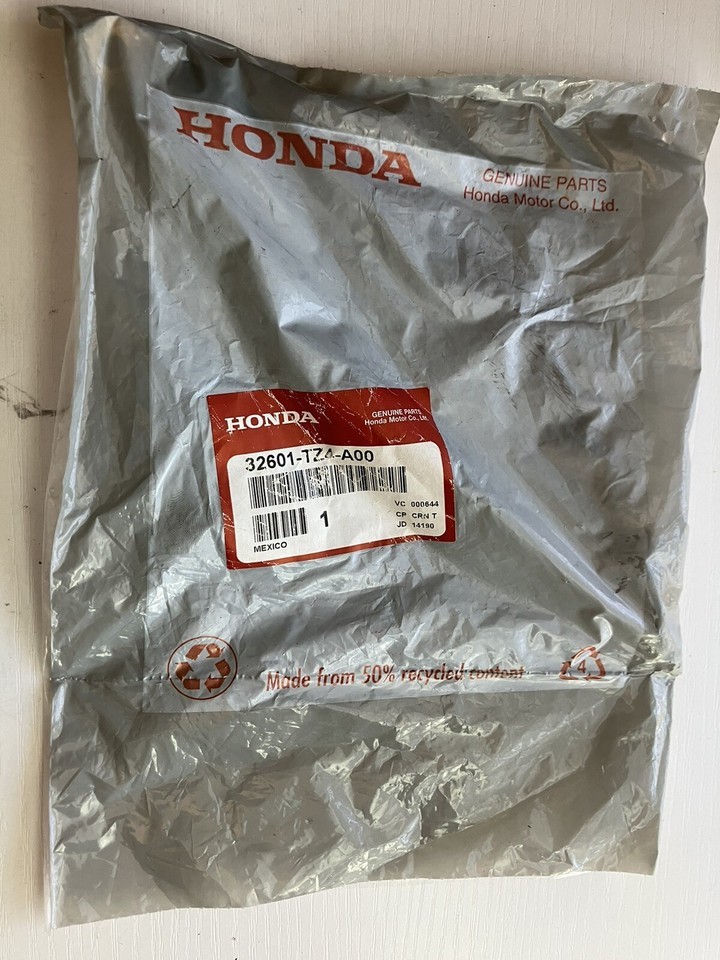 HONDA
GENUINE PARTS
Honda Motor Co., Ltd.
HONDA
GENUINE PARTS
Honda Motor Co., Ltd.
32601-TZ4-A00
1
VC 000644
CP CRN T
JD 14190
MEXICO
Made from 50% recycled content
4